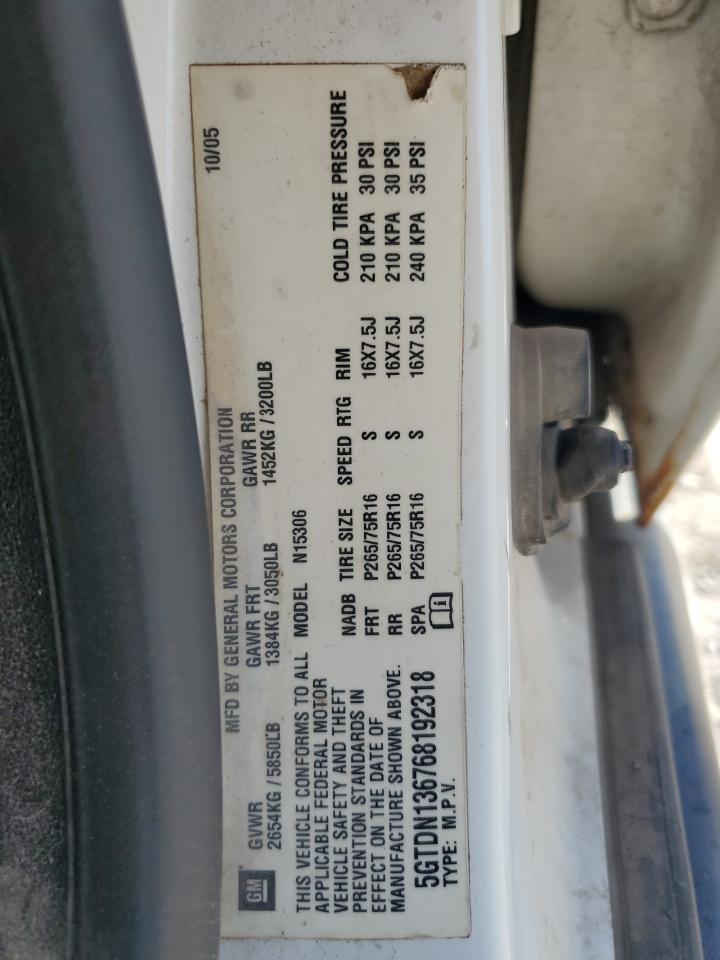 GM
MFD BY GENERAL MOTORS CORPORATION 10/05
GVWR GAWR FRT GAWR RR
2654KG / 5850LB 1384KG / 3050LB 1452KG / 3200LB
THIS VEHICLE CONFORMS TO ALL
APPLICABLE FEDERAL MOTOR
VEHICLE SAFETY AND THEFT
PREVENTION STANDARDS IN
EFFECT ON THE DATE OF
MANUFACTURE SHOWN ABOVE.
MODEL N15306
NADB TIRE SIZE SPEED RTG RIM COLD TIRE PRESSURE
FRT P265/75R16 S 16X7.5J 210 KPA 30 PSI
RR P265/75R16 S 16X7.5J 210 KPA 30 PSI
SPA P265/75R16 S 16X7.5J 240 KPA 35 PSI
5GTDN136768192318
TYPE: M.P.V.